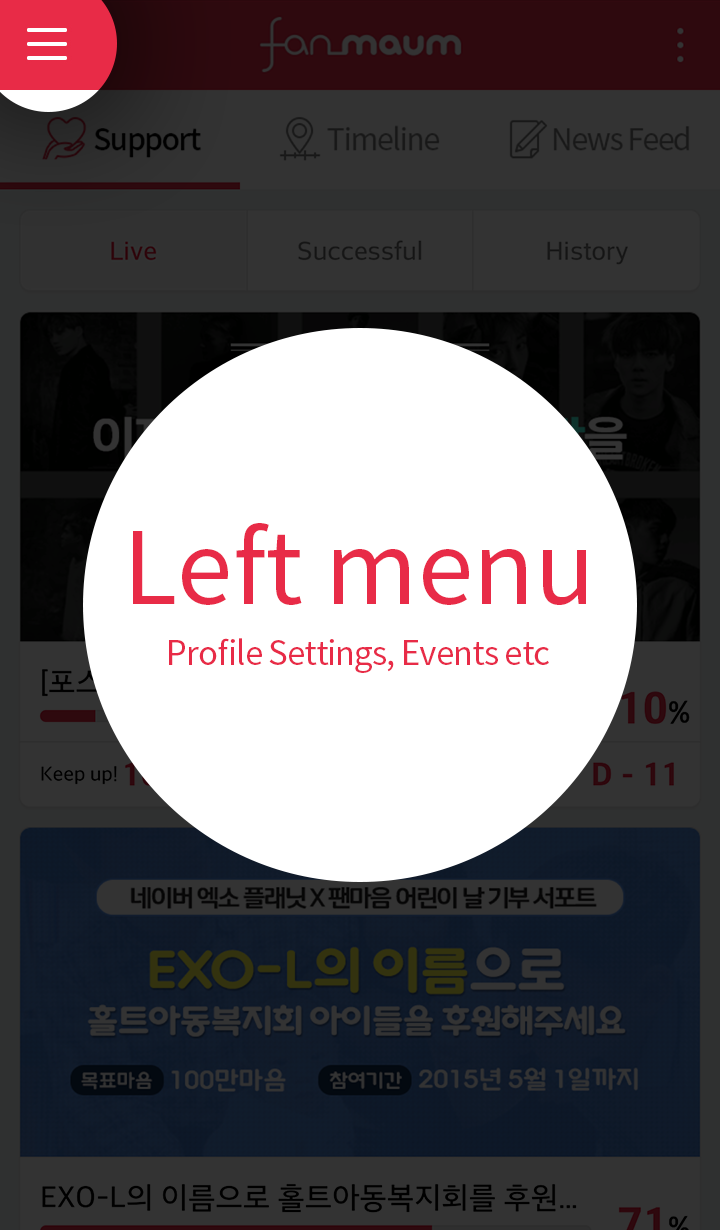 fanmaum
Support Timeline News Feed
Live Successful History
을
Left menu
Profile Settings, Events etc
10%
Keep up!
D - 11
네이버 엑소 플래닛 X 팬마음 어린이 날 기부 서포트
EXO-L의 이름으로
홀트아동복지회 아이들을 후원해주세요
목표마음 100만마음 참여기간 2015년 5월 1일까지
EXO-L의 이름으로 홀트아동복지회를 후원...
71%